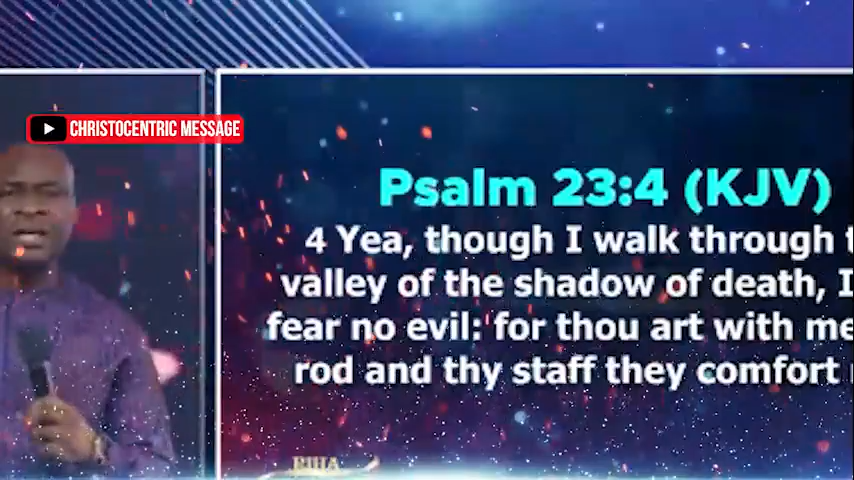 CHRISTOCENTRIC MESSAGE
Psalm 23:4 (KJV)
4 Yea, though I walk through
valley of the shadow of death, I
fear no evil: for thou art with me
rod and thy staff they comfort